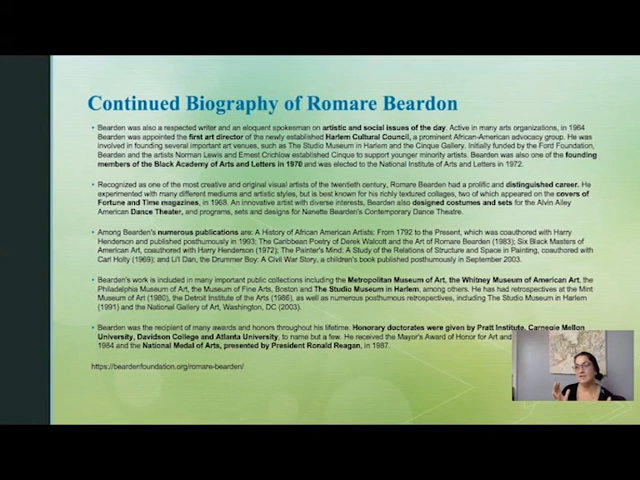 Continued Biography of Romare Beardon
• Bearden was also a respected writer and an eloquent spokesman on artistic and social issues of the day. Active in many arts organizations, in 1964
Bearden was appointed the first art director of the newly established Harlem Cultural Council, a prominent African-American advocacy group. He was
involved in founding several important art venues, such as The Studio Museum in Harlem and the Cinque Gallery. Initially funded by the Ford Foundation,
Bearden and the artists Norman Lewis and Ernest Crichlow established Cinque to support younger minority artists. Bearden was also one of the founding
members of the Black Academy of Arts and Letters in 1970 and was elected to the National Institute of Arts and Letters in 1972.
• Recognized as one of the most creative and original visual artists of the twentieth century, Romare Bearden had a prolific and distinguished career. He
experimented with many different mediums and artistic styles, but is best known for his richly textured collages, two of which appeared on the covers of
Fortune and Time magazines, in 1968. An innovative artist with diverse interests, Bearden also designed costumes and sets for the Alvin Ailey
American Dance Theater, and programs, sets and designs for Nanette Bearden's Contemporary Dance Theatre.
• Among Bearden's numerous publications are: A History of African American Artists: From 1792 to the Present, which was coauthored with Harry
Henderson and published posthumously in 1993; The Caribbean Poetry of Derek Walcott and the Art of Romare Bearden (1983); Six Black Masters of
American Art, coauthored with Harry Henderson (1972); The Painter's Mind: A Study of the Relations of Structure and Space in Painting, coauthored with
Carl Holty (1969); and Li'l Dan, the Drummer Boy: A Civil War Story, a children's book published posthumously in September 2003.
• Bearden's work is included in many important public collections including the Metropolitan Museum of Art, the Whitney Museum of American Art, the
Philadelphia Museum of Art, the Museum of Fine Arts, Boston and The Studio Museum in Harlem, among others. He has had retrospectives at the Mint
Museum of Art (1980), the Detroit Institute of the Arts (1986), as well as numerous posthumous retrospectives, including The Studio Museum in Harlem
(1991) and the National Gallery of Art, Washington, DC (2003).
• Bearden was the recipient of many awards and honors throughout his lifetime. Honorary doctorates were given by Pratt Institute, Carnegie Mellon
University, Davidson College and Atlanta University, to name but a few. He received the Mayor's Award of Honor for Art and
1984 and the National Medal of Arts, presented by President Ronald Reagan, in 1987.
https://beardenfoundation.org/romare-bearden/